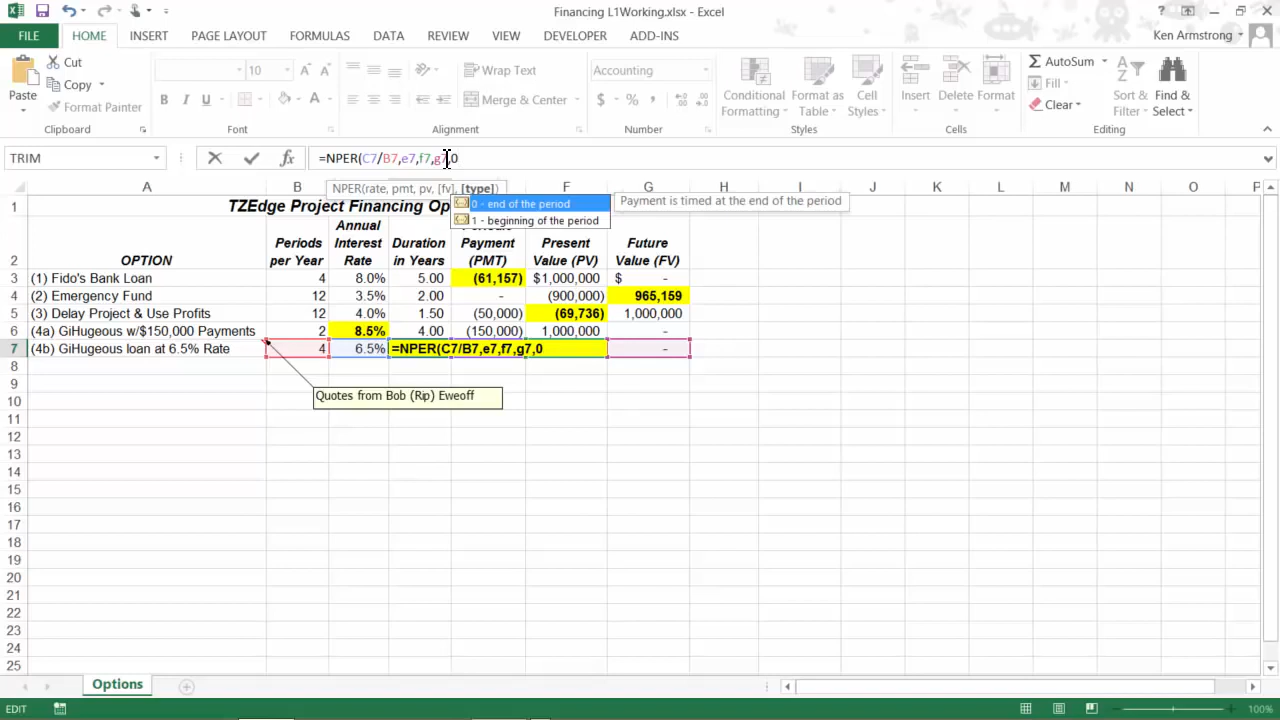 Financing L1Working.xlsx - Excel
FILE HOME INSERT PAGE LAYOUT FORMULAS DATA REVIEW VIEW DEVELOPER ADD-INS Ken Armstrong
Paste Cut Copy Format Painter
10
Wrap Text
Merge & Center
Accounting
$ % ,
Conditional Formatting Format as Table Cell Styles
Insert Delete Format
AutoSum Fill Clear
Sort & Filter Find & Select
Clipboard Font Alignment Number Styles Cells Editing
TRIM =NPER(C7/B7,e7,f7,g7,0
NPER(rate, pmt, pv, [fv], [type])
A B F G H I J K L M N O P
0 - end of the period
Payment is timed at the end of the period
1 - beginning of the period
1 TZEdge Project Financing Op
2 OPTION Periods per Year Annual Interest Rate Duration in Years Payment (PMT) Present Value (PV) Future Value (FV)
3 (1) Fido's Bank Loan 4 8.0% 5.00 (61,157) $1,000,000 $ -
4 (2) Emergency Fund 12 3.5% 2.00 - (900,000) 965,159
5 (3) Delay Project & Use Profits 12 4.0% 1.50 (50,000) (69,736) 1,000,000
6 (4a) GiHugeous w/$150,000 Payments 2 8.5% 4.00 (150,000) 1,000,000 -
7 (4b) GiHugeous loan at 6.5% Rate 4 6.5% =NPER(C7/B7,e7,f7,g7,0 -
8
9
Quotes from Bob (Rip) Eweoff
10
11
12
13
14
15
16
17
18
19
20
21
22
23
24
25
Options
EDIT 100%